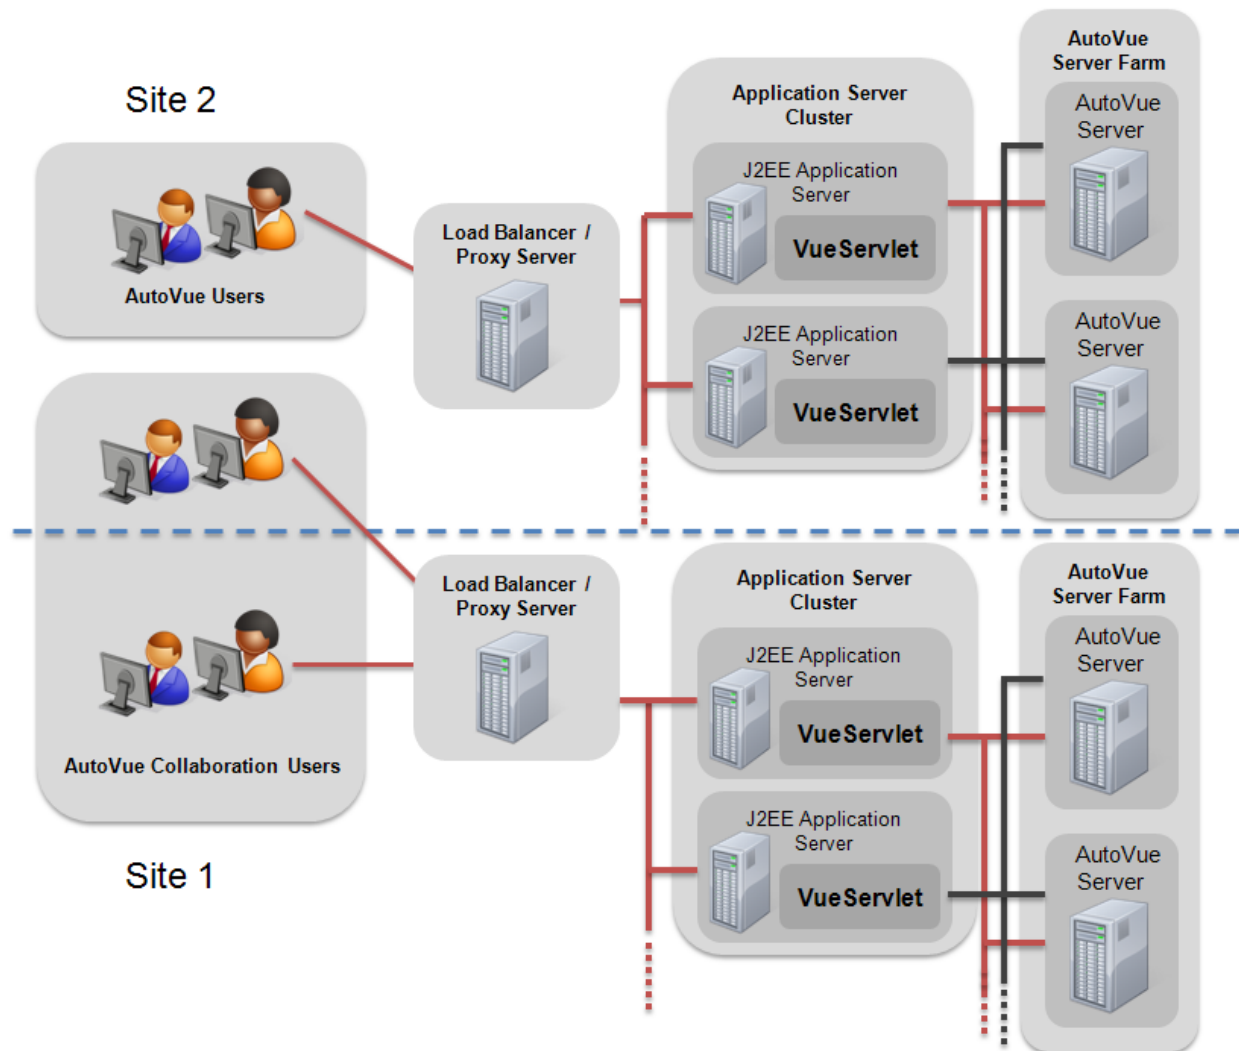 Site 2
AutoVue Users
Load Balancer /
Proxy Server
Application Server
Cluster
J2EE Application
Server
VueServlet
J2EE Application
Server
VueServlet
AutoVue
Server Farm
AutoVue
Server
AutoVue
Server
AutoVue Collaboration Users
Site 1
Load Balancer /
Proxy Server
Application Server
Cluster
J2EE Application
Server
VueServlet
J2EE Application
Server
VueServlet
AutoVue
Server Farm
AutoVue
Server
AutoVue
Server